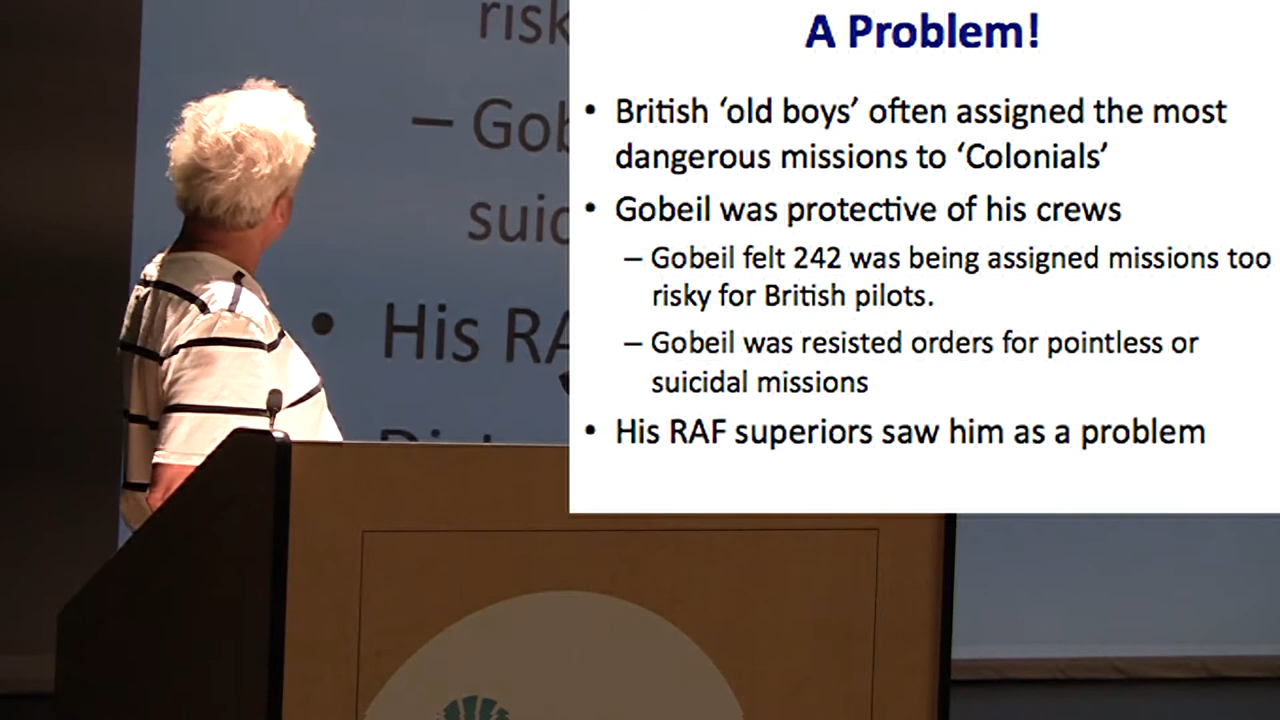 A Problem!
• British ‘old boys’ often assigned the most
dangerous missions to ‘Colonials’
• Gobeil was protective of his crews
– Gobeil felt 242 was being assigned missions too
risky for British pilots.
– Gobeil was resisted orders for pointless or
suicidal missions
• His RAF superiors saw him as a problem
risk
– Gob
suic
• His RA